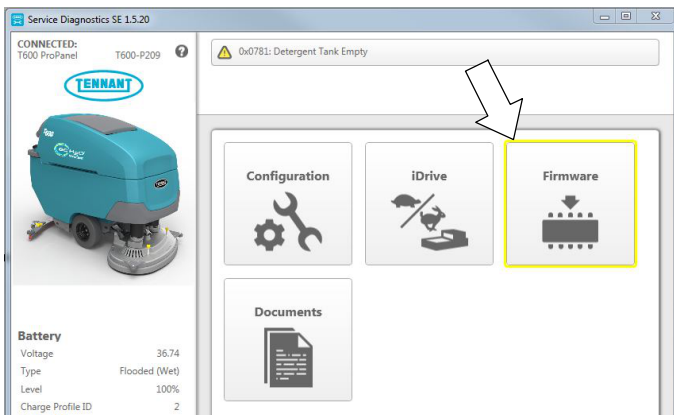 Service Diagnostics SE 1.5.20
CONNECTED:
T600 ProPanel T600-P209 ?
TENNANT
0x0781: Detergent Tank Empty
Configuration
iDrive
Firmware
Documents
Battery
Voltage 36.74
Type Flooded (Wet)
Level 100%
Charge Profile ID 2